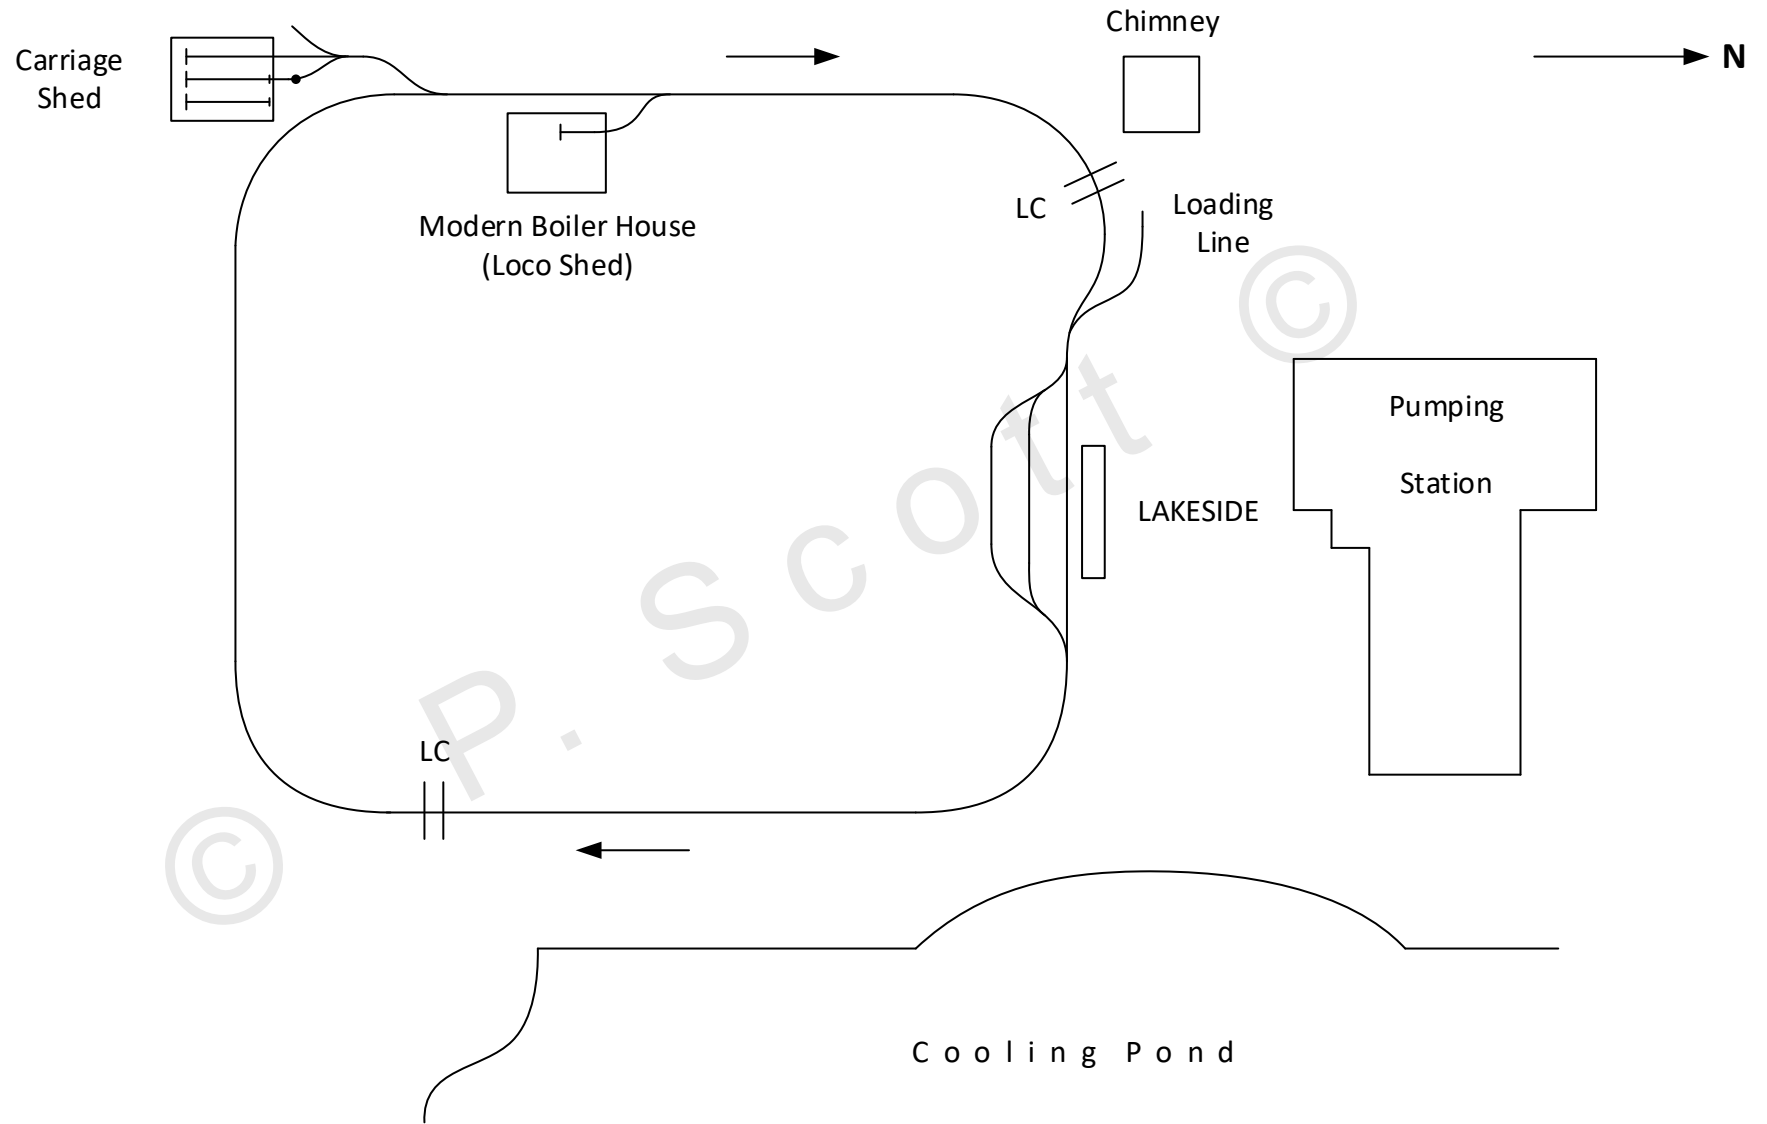 Chimney
Carriage
Shed
N
Modern Boiler House
(Loco Shed)
LC
Loading
Line
Pumping
Station
LAKESIDE
LC
© P. Scott ©
Cooling Pond